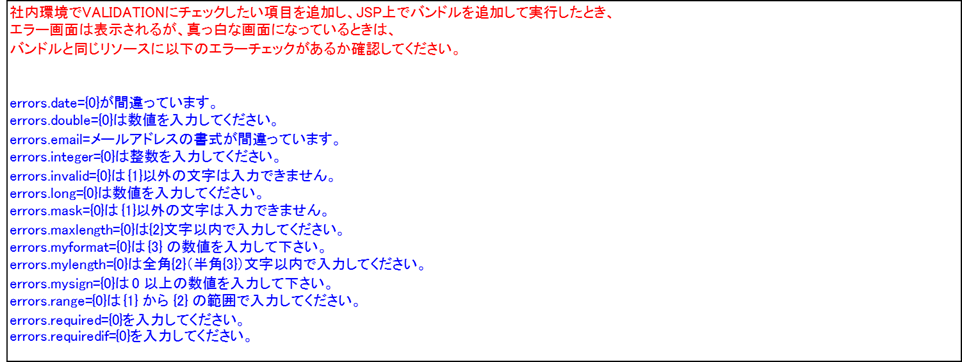 社内環境でVALIDATIONにチェックしたい項目を追加し、JSP上でバンドルを追加して実行したとき、
エラー画面は表示されるが、真っ白な画面になっているときは、
バンドルと同じリソースに以下のエラーチェックがあるか確認してください。
errors.date={0}が間違っています。
errors.double={0}は数値を入力してください。
errors.email=メールアドレスの書式が間違っています。
errors.integer={0}は整数を入力してください。
errors.invalid={0}は{1}以外の文字は入力できません。
errors.long={0}は数値を入力してください。
errors.mask={0}は{1}以外の文字は入力できません。
errors.maxlength={0}は{2}文字以内で入力してください。
errors.myformat={0}は{3} の数値を入力して下さい。
errors.mylength={0}は全角{2}(半角{3})文字以内で入力してください。
errors.mysign={0}は 0 以上の数値を入力して下さい。
errors.range={0}は{1} から {2} の範囲で入力してください。
errors.required={0}を入力してください。
errors.requiredif={0}を入力してください。